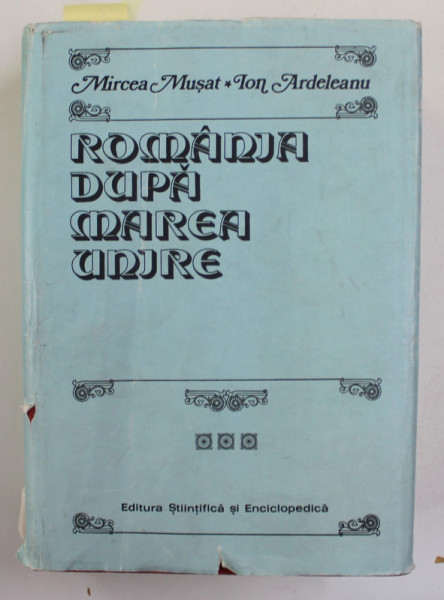 Mircea Mușat * Ion Ardeleanu
ROMÂNIA
DUPĂ
MAREA
UNIRE
Editura Științifică și Enciclopedică